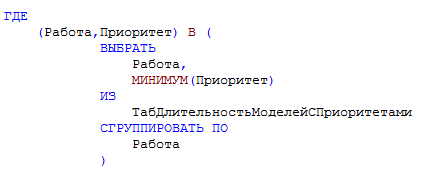 ГДЕ
(Работа,Приоритет) В (
ВЫБРАТЬ
Работа,
МИНИМУМ(Приоритет)
ИЗ
ТабДлительностьМоделейСПриоритетами
СГРУППИРОВАТЬ ПО
Работа
)